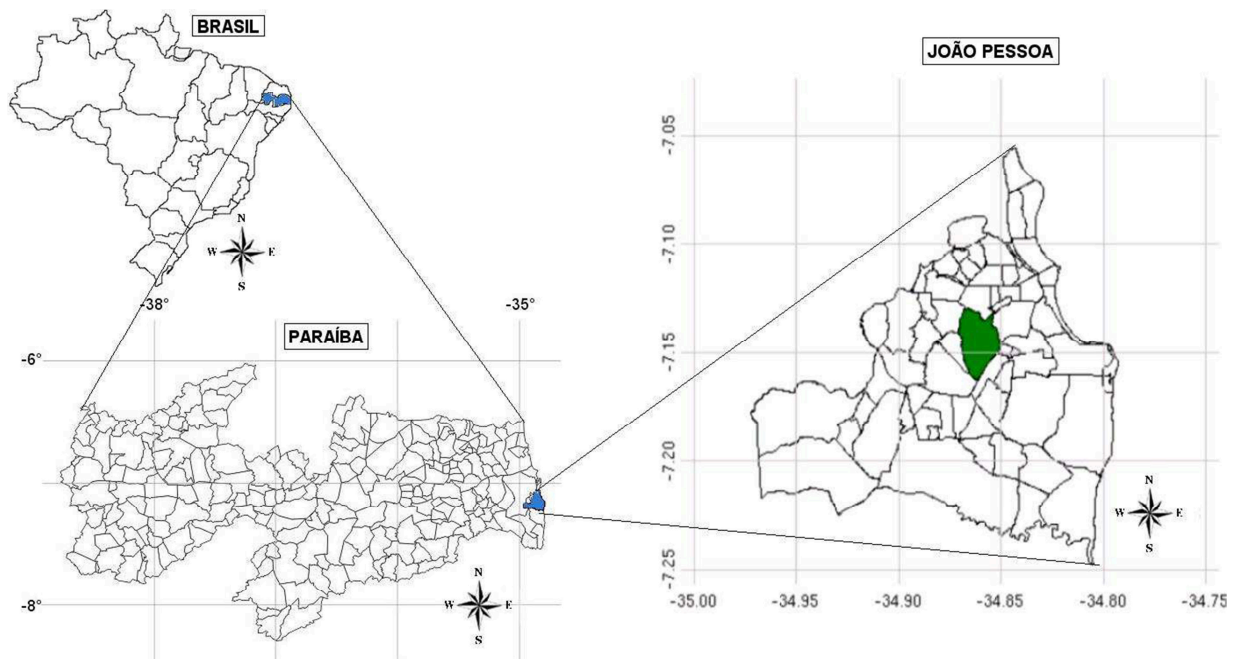 BRASIL
N
W E
S
-38°
-35°
PARAÍBA
-6°
-8°
N
W E
S
JOÃO PESSOA
-7.05
-7.10
-7.15
-7.20
-7.25
N
W E
S
-35.00 -34.95 -34.90 -34.85 -34.80 -34.75